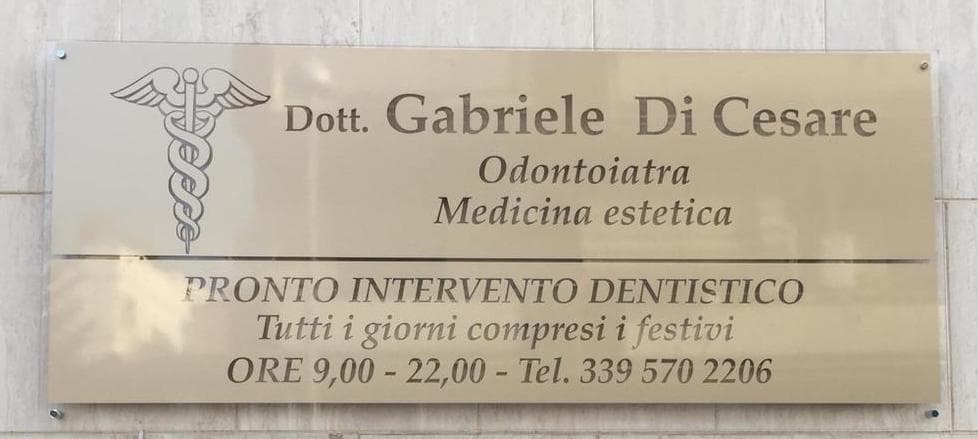 Dott. Gabriele Di Cesare
Odontoiatra
Medicina estetica
PRONTO INTERVENTO DENTISTICO
Tutti i giorni compresi i festivi
ORE 9,00 - 22,00 - Tel. 339 570 2206